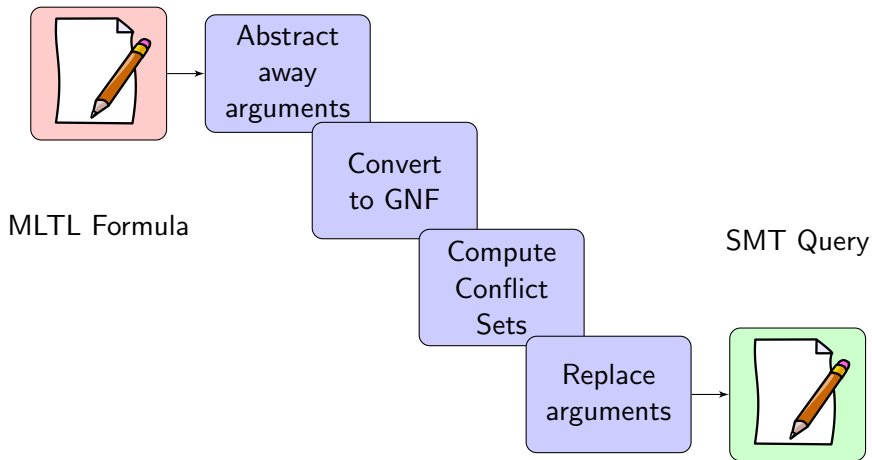 Abstract
away
arguments
Convert
to GNF
MLTL Formula
Compute
Conflict
Sets
SMT Query
Replace
arguments